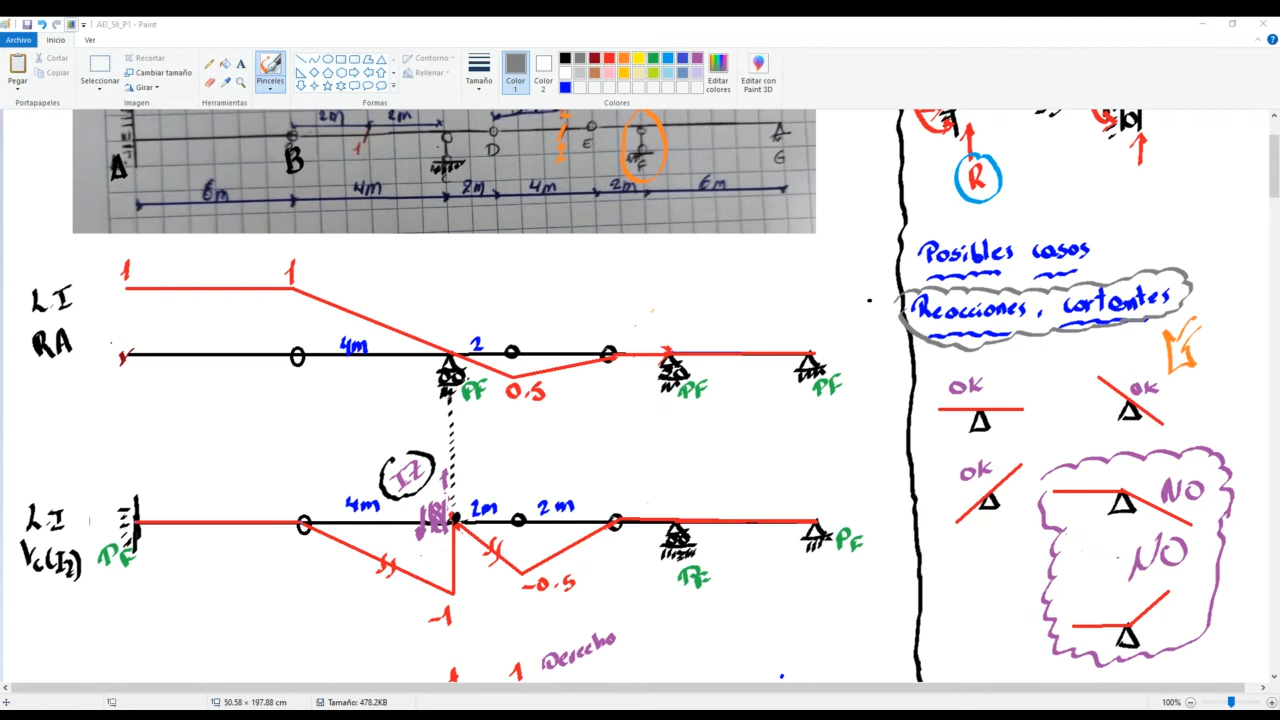 AEI_S6_P1 - Paint
Archivo Inicio Ver
Pegar
Cortar
Copiar
Portapapeles
Seleccionar
Recortar
Cambiar tamaño
Girar
Imagen
A
Herramientas
Pinceles
Contorno
Rellenar
Formas
Tamaño
Color 1
Color 2
Editar colores
Colores
Editar con Paint 3D
2m 2m
1
A B C D E F G
6m 4m 2m 4m 2m 6m
R
1 1
L.I
RA
4m 2
PF 0.5 PF PF
IZ
L.I
Vc(Iz)
4m 2m 2m
PF PF PF
-0.5
-1
1 Derecho
Posibles casos
Reacciones, cortantes
OK OK
OK
NO
NO
50.58 × 197.88 cm Tamaño: 478.2KB 100%